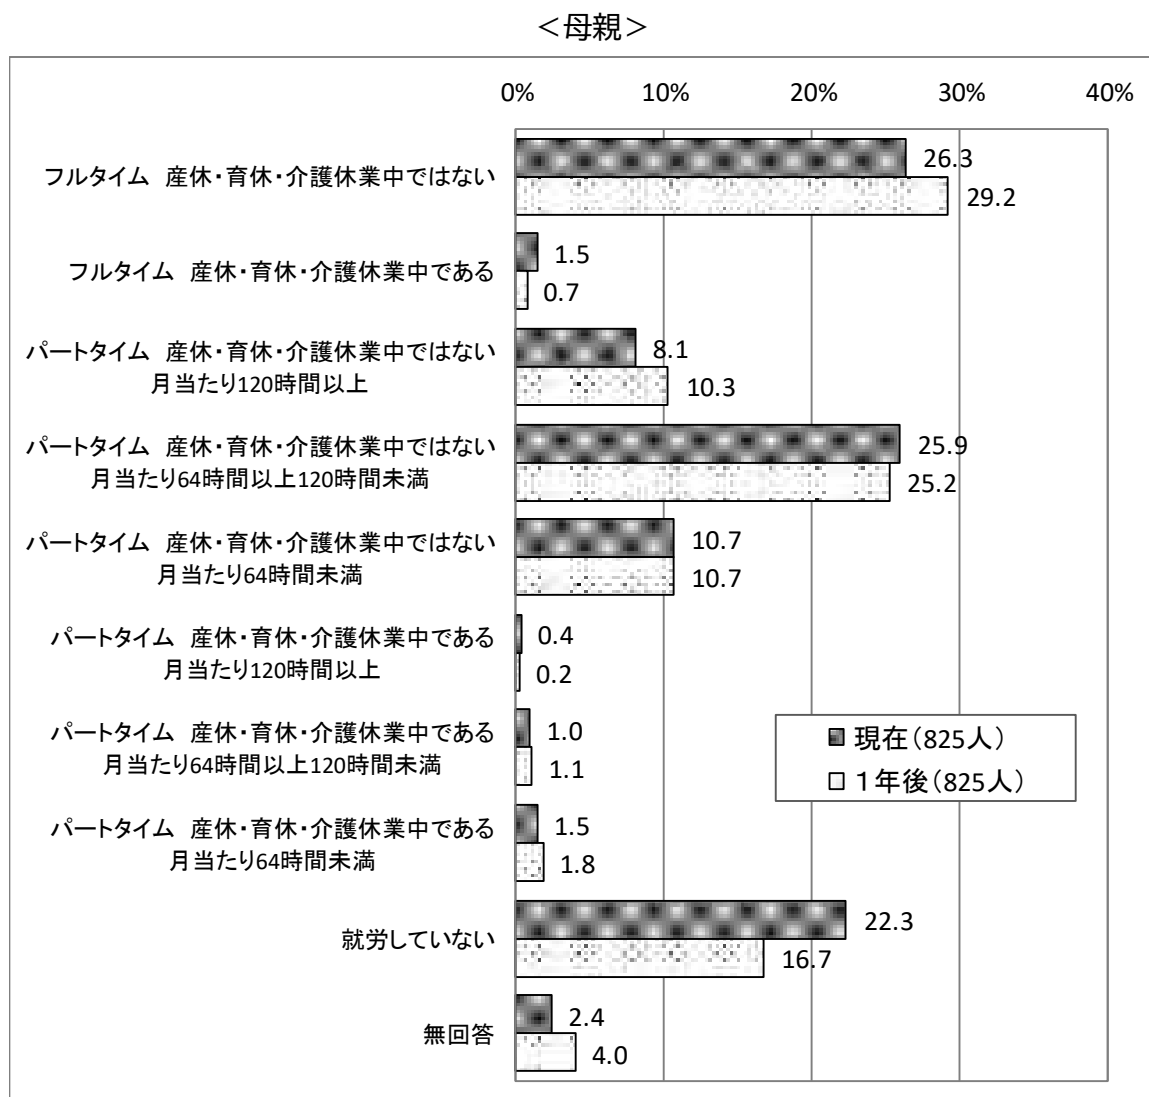 ＜母親＞
0%
10%
20%
30%
40%
フルタイム　産休・育休・介護休業中ではない
26.3
29.2
フルタイム　産休・育休・介護休業中である
1.5
0.7
パートタイム　産休・育休・介護休業中ではない
月当たり120時間以上
8.1
10.3
パートタイム　産休・育休・介護休業中ではない
月当たり64時間以上120時間未満
25.9
25.2
パートタイム　産休・育休・介護休業中ではない
月当たり64時間未満
10.7
10.7
パートタイム　産休・育休・介護休業中である
月当たり120時間以上
0.4
0.2
パートタイム　産休・育休・介護休業中である
月当たり64時間以上120時間未満
1.0
1.1
パートタイム　産休・育休・介護休業中である
月当たり64時間未満
1.5
1.8
就労していない
22.3
16.7
無回答
2.4
4.0
現在（825人）
１年後（825人）